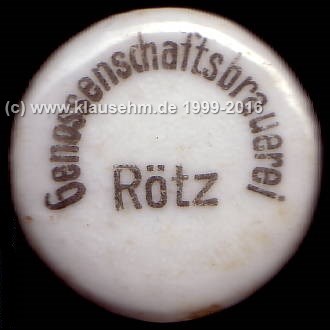 Genossenschaftsbrauerei
(c) www.klausehm.de 1999-2016
Rötz